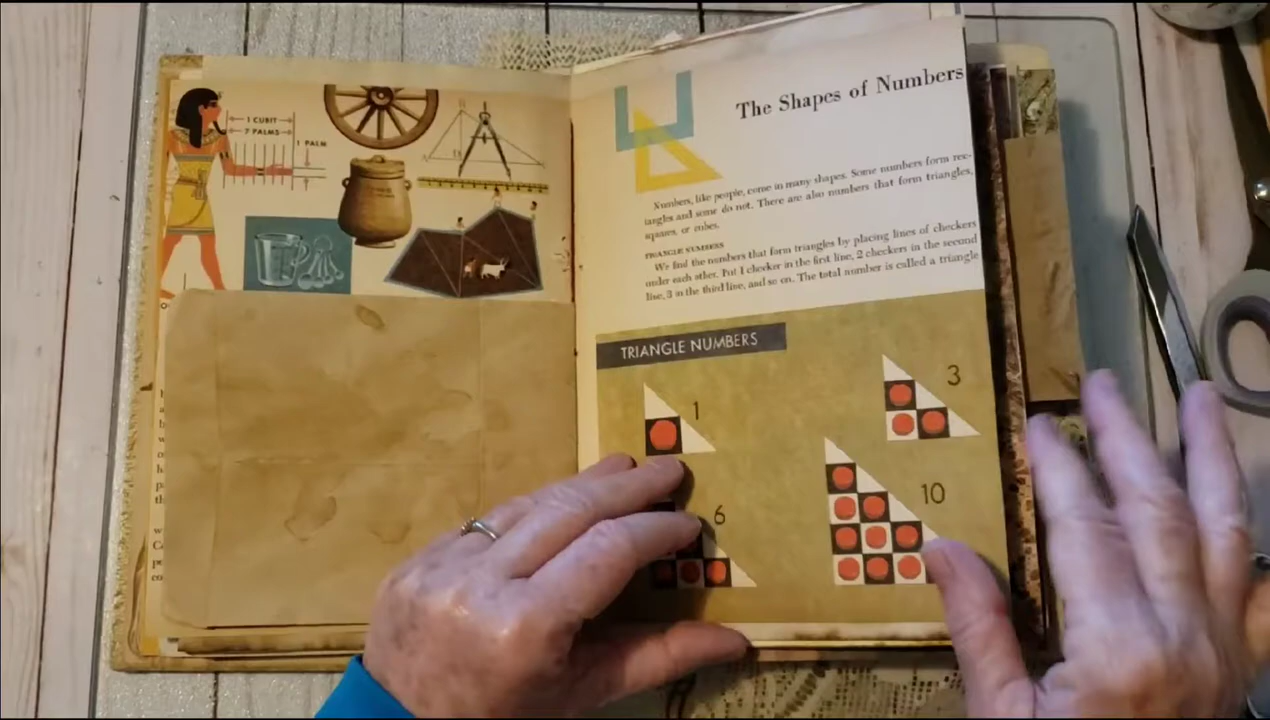 1 CUBIT
7 PALMS
1 PALM
The Shapes of Numbers
Numbers, like people, come in many shapes. Some numbers form rec-
tangles and some do not. There are also numbers that form triangles,
squares, or cubes.
TRIANGLE NUMBERS
We find the numbers that form triangles by placing lines of checkers
under each other. Put 1 checker in the first line, 2 checkers in the second
line, 3 in the third line, and so on. The total number is called a triangle
TRIANGLE NUMBERS
1
3
6
10